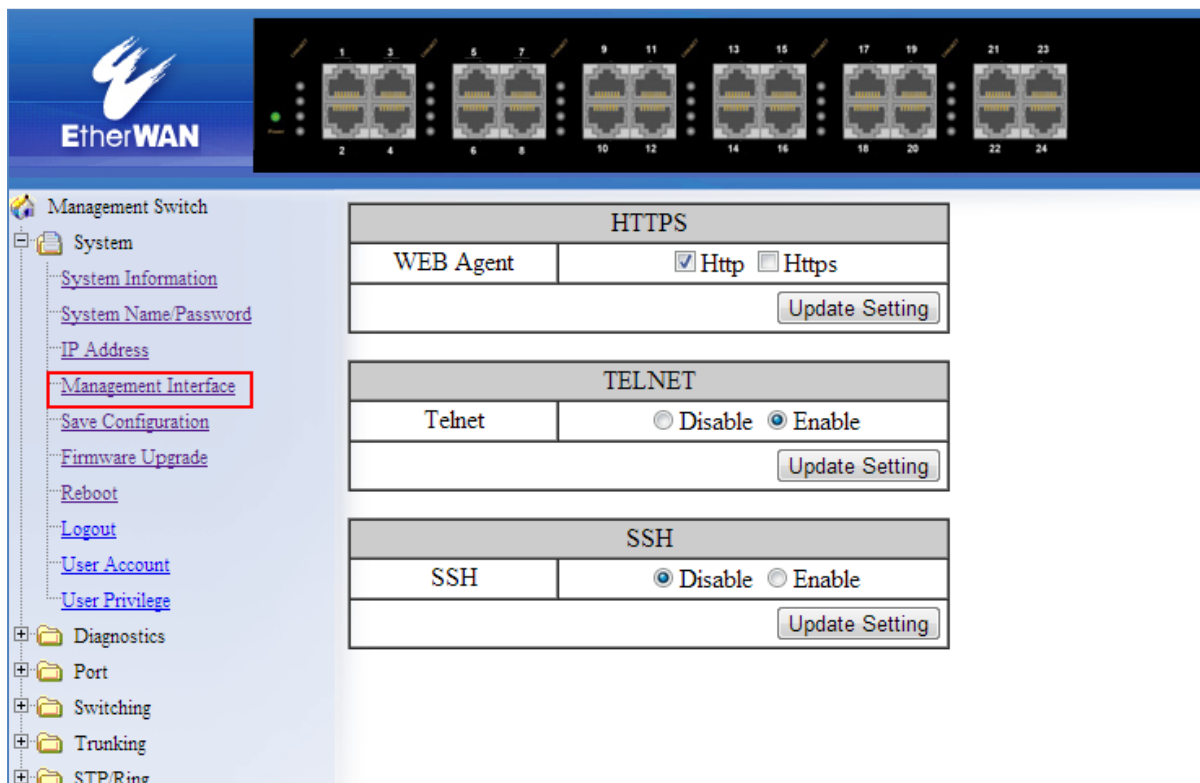 1 3 5 7 9 11 13 15 17 19 21 23
Power
2 4 6 8 10 12 14 16 18 20 22 24
EtherWAN
Management Switch
System
System Information
System Name/Password
IP Address
Management Interface
Save Configuration
Firmware Upgrade
Reboot
Logout
User Account
User Privilege
Diagnostics
Port
Switching
Trunking
STP/Ring
HTTPS
WEB Agent Http Https
Update Setting
TELNET
Telnet Disable Enable
Update Setting
SSH
SSH Disable Enable
Update Setting